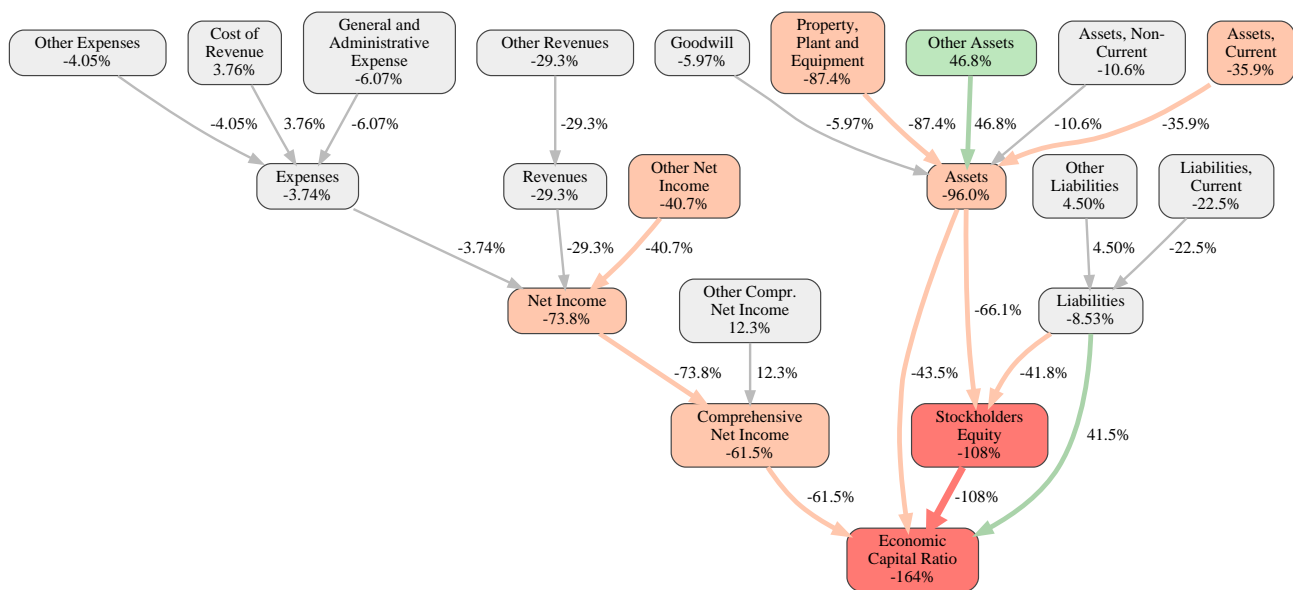 Other Expenses
-4.05%
Cost of
Revenue
3.76%
General and
Administrative
Expense
-6.07%
Other Revenues
-29.3%
Goodwill
-5.97%
Property,
Plant and
Equipment
-87.4%
Other Assets
46.8%
Assets, Non-
Current
-10.6%
Assets,
Current
-35.9%
-4.05%
3.76%
-6.07%
-29.3%
-5.97%
-87.4%
46.8%
-10.6%
-35.9%
Expenses
-3.74%
Revenues
-29.3%
Other Net
Income
-40.7%
Assets
-96.0%
Other
Liabilities
4.50%
Liabilities,
Current
-22.5%
-3.74%
-29.3%
-40.7%
4.50%
-22.5%
Net Income
-73.8%
Other Compr.
Net Income
12.3%
-66.1%
Liabilities
-8.53%
-73.8%
12.3%
-43.5%
-41.8%
Comprehensive
Net Income
-61.5%
Stockholders
Equity
-108%
41.5%
-61.5%
-108%
Economic
Capital Ratio
-164%